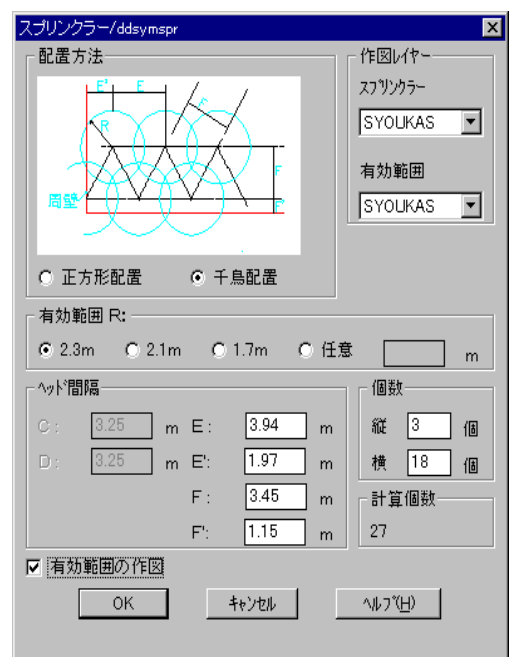 スプリンクラー/ddsymspr
配置方法
E' E
F
R
F
周壁
F'
正方形配置 千鳥配置
作図レイヤー
スプリンクラー
SYOUKAS
有効範囲
SYOUKAS
有効範囲 R:
2.3m 2.1m 1.7m 任意 m
ヘッド間隔
C: 3.25 m E: 3.94 m
D: 3.25 m E': 1.97 m
F: 3.45 m
F': 1.15 m
個数
縦 3 個
横 18 個
計算個数
27
有効範囲の作図
OK キャンセル ヘルプ(H)